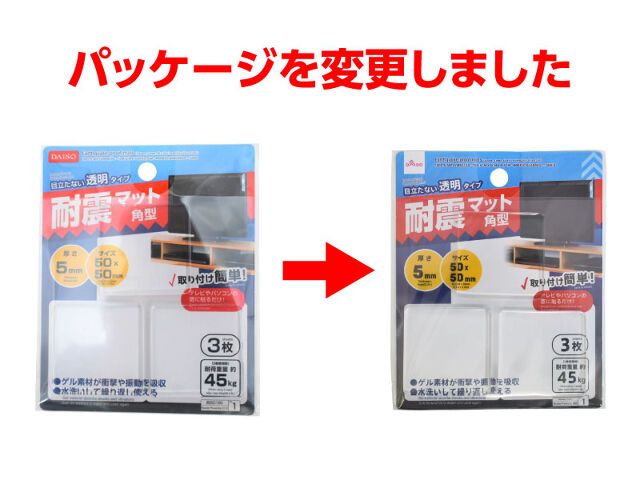 パッケージを変更しました
DAISO
目立たない透明タイプ
耐震マット
角型
厚さ
5mm
サイズ
50×
50mm
取り付け簡単!
テレビやパソコンの
底に貼るだけ!
3枚
耐荷重量 約
45kg
●ゲル素材が衝撃や振動を吸収
●水洗いして繰り返し使える
1
DAISO
目立たない透明タイプ
耐震マット
角型
厚さ
5mm
サイズ
50×
50mm
取り付け簡単!
テレビやパソコンの
底に貼るだけ!
3枚
耐荷重量 約
45kg
●ゲル素材が衝撃や振動を吸収
●水洗いして繰り返し使える
1